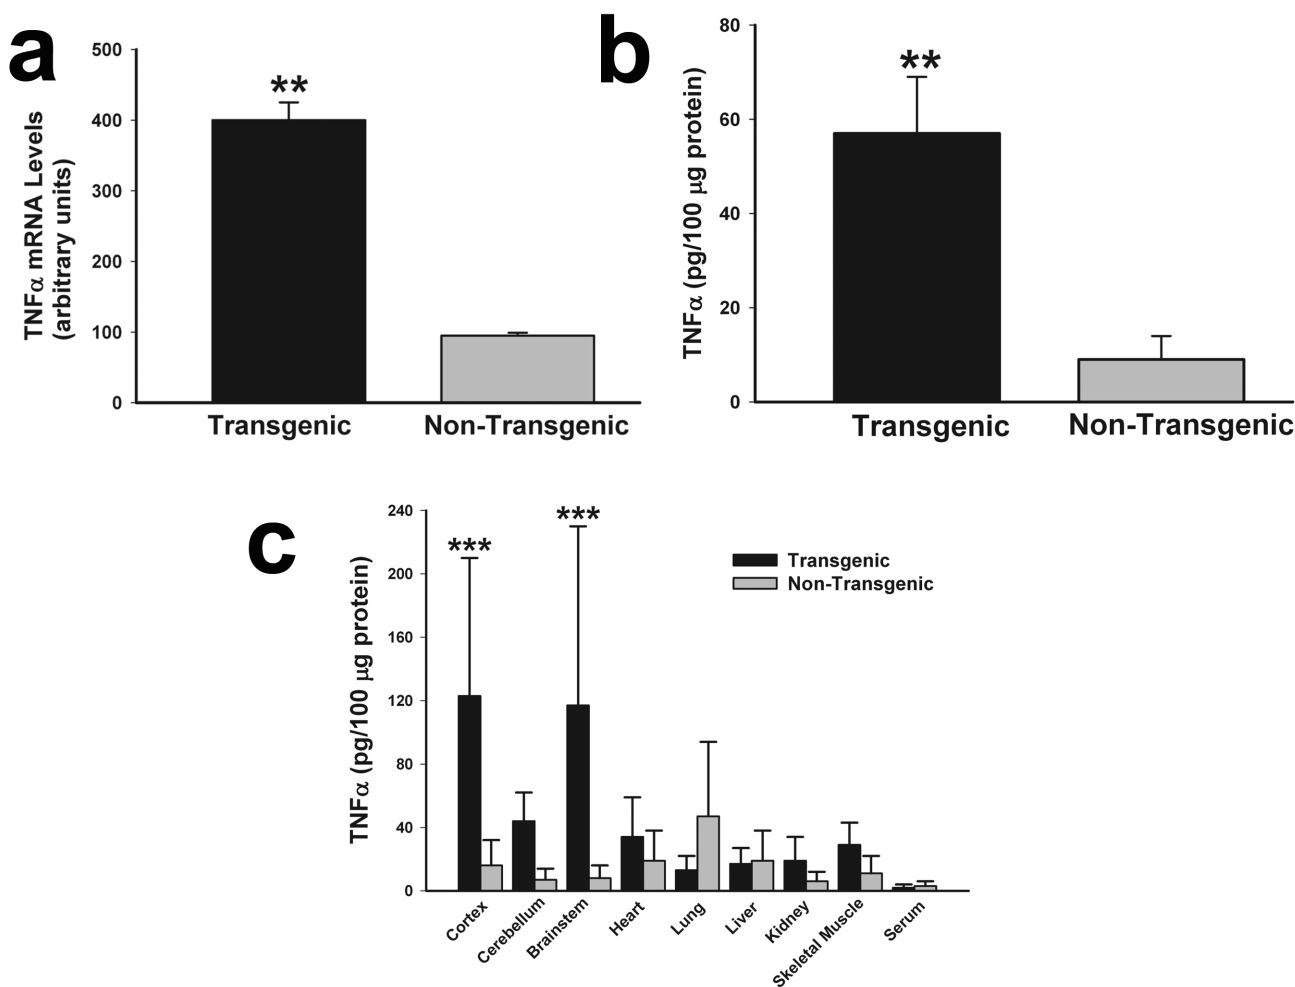 a
500
400
300
200
100
0
TNFα mRNA Levels
(arbitrary units)
**
Transgenic
Non-Transgenic
b
80
60
40
20
0
TNFα (pg/100 μg protein)
**
Transgenic
Non-Transgenic
c
240
200
160
120
80
40
0
TNFα (pg/100 μg protein)
***
***
Transgenic
Non-Transgenic
Cortex
Cerebellum
Brainstem
Heart
Lung
Liver
Kidney
Skeletal Muscle
Serum